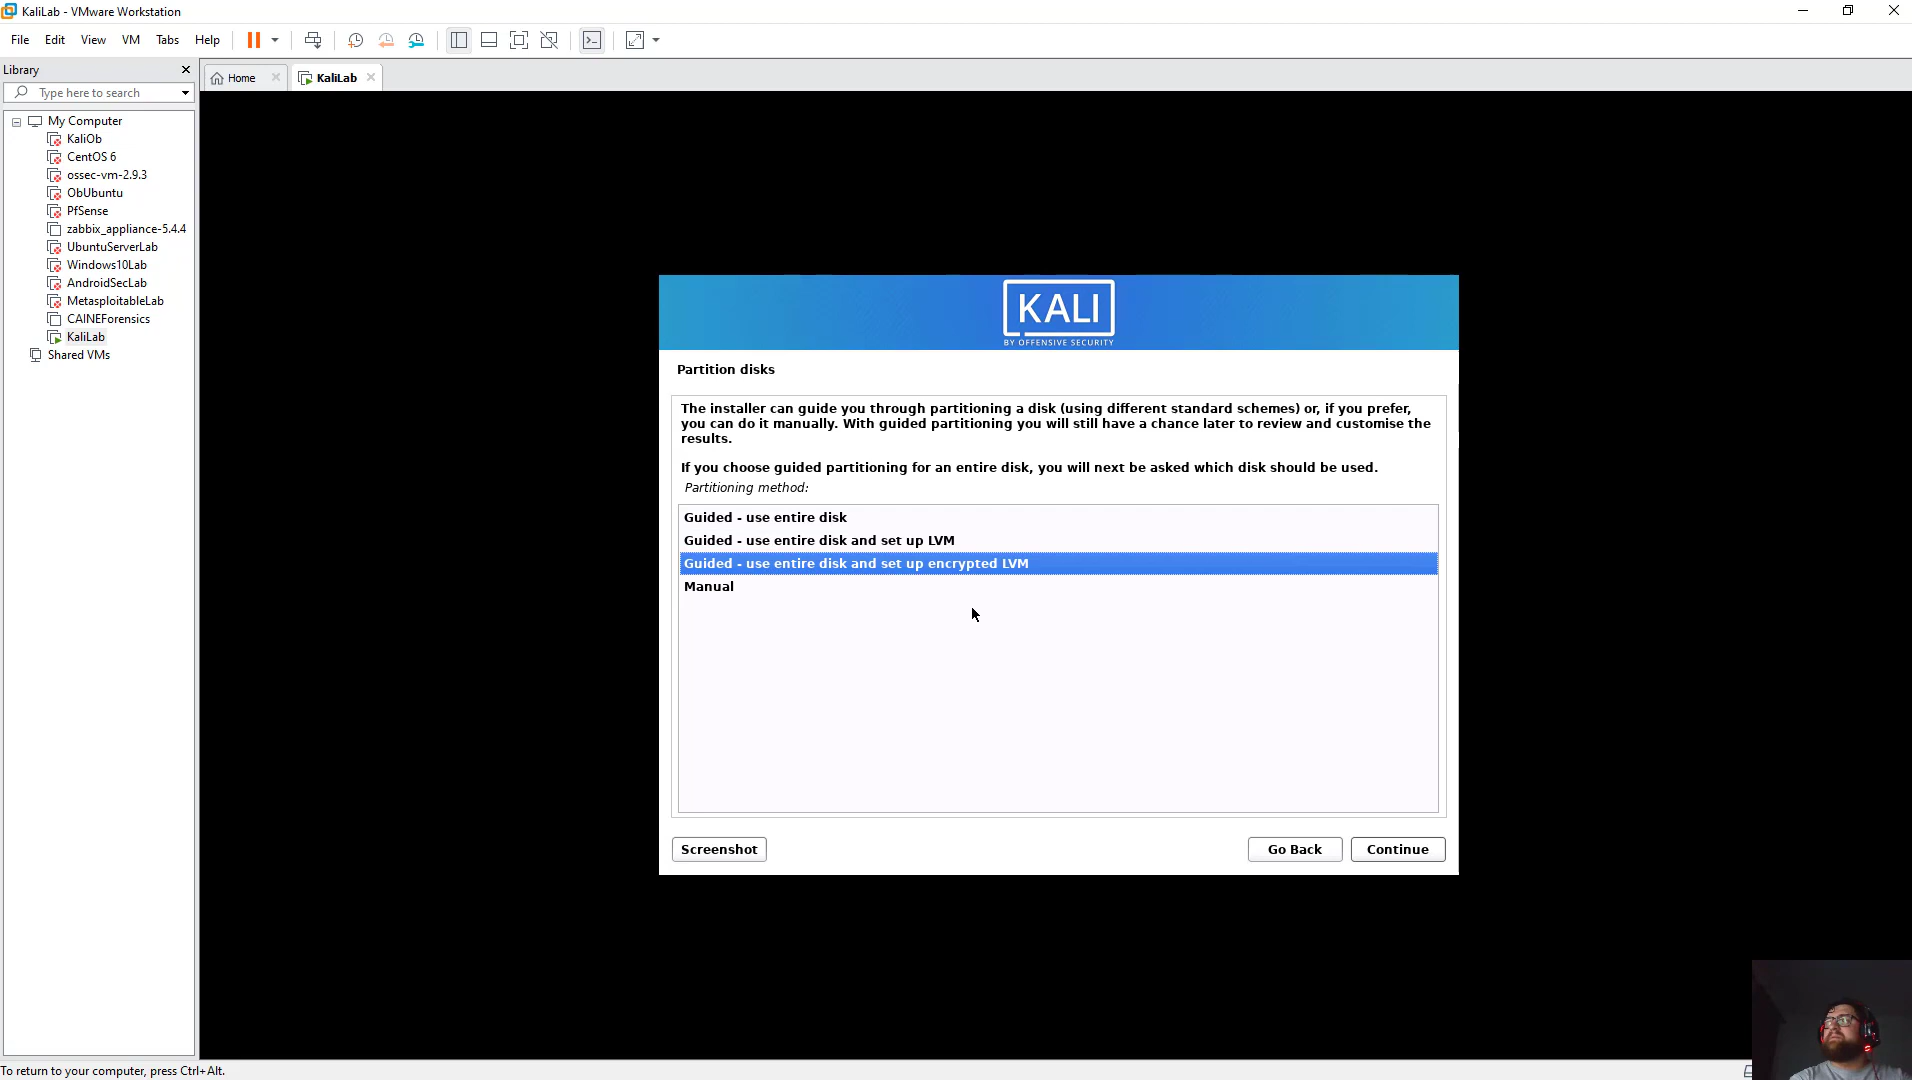 KaliLab - VMware Workstation
File Edit View VM Tabs Help
Library
Type here to search
My Computer
KaliOb
CentOS 6
ossec-vm-2.9.3
ObUbuntu
PfSense
zabbix_appliance-5.4.4
UbuntuServerLab
Windows10Lab
AndroidSecLab
MetasploitableLab
CAINEForensics
KaliLab
Shared VMs
Home
KaliLab
KALI
BY OFFENSIVE SECURITY
Partition disks
The installer can guide you through partitioning a disk (using different standard schemes) or, if you prefer,
you can do it manually. With guided partitioning you will still have a chance later to review and customise the
results.
If you choose guided partitioning for an entire disk, you will next be asked which disk should be used.
Partitioning method:
Guided - use entire disk
Guided - use entire disk and set up LVM
Guided - use entire disk and set up encrypted LVM
Manual
Screenshot
Go Back
Continue
To return to your computer, press Ctrl+Alt.